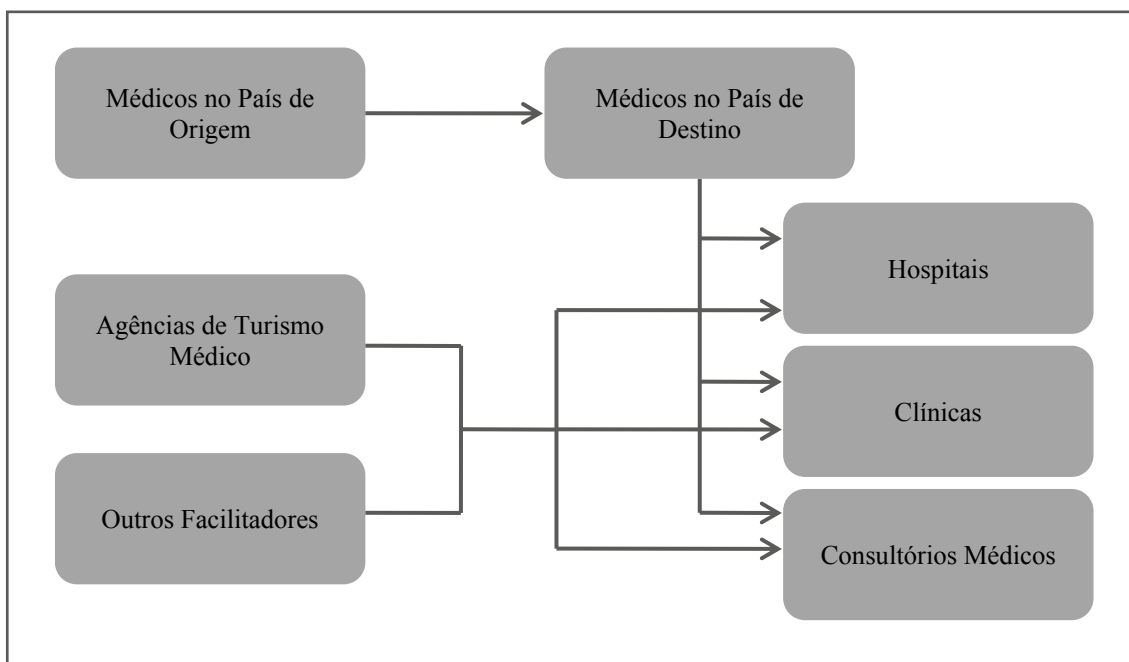 Médicos no País de
Origem
Médicos no País de
Destino
Hospitais
Agências de Turismo
Médico
Clínicas
Outros Facilitadores
Consultórios Médicos